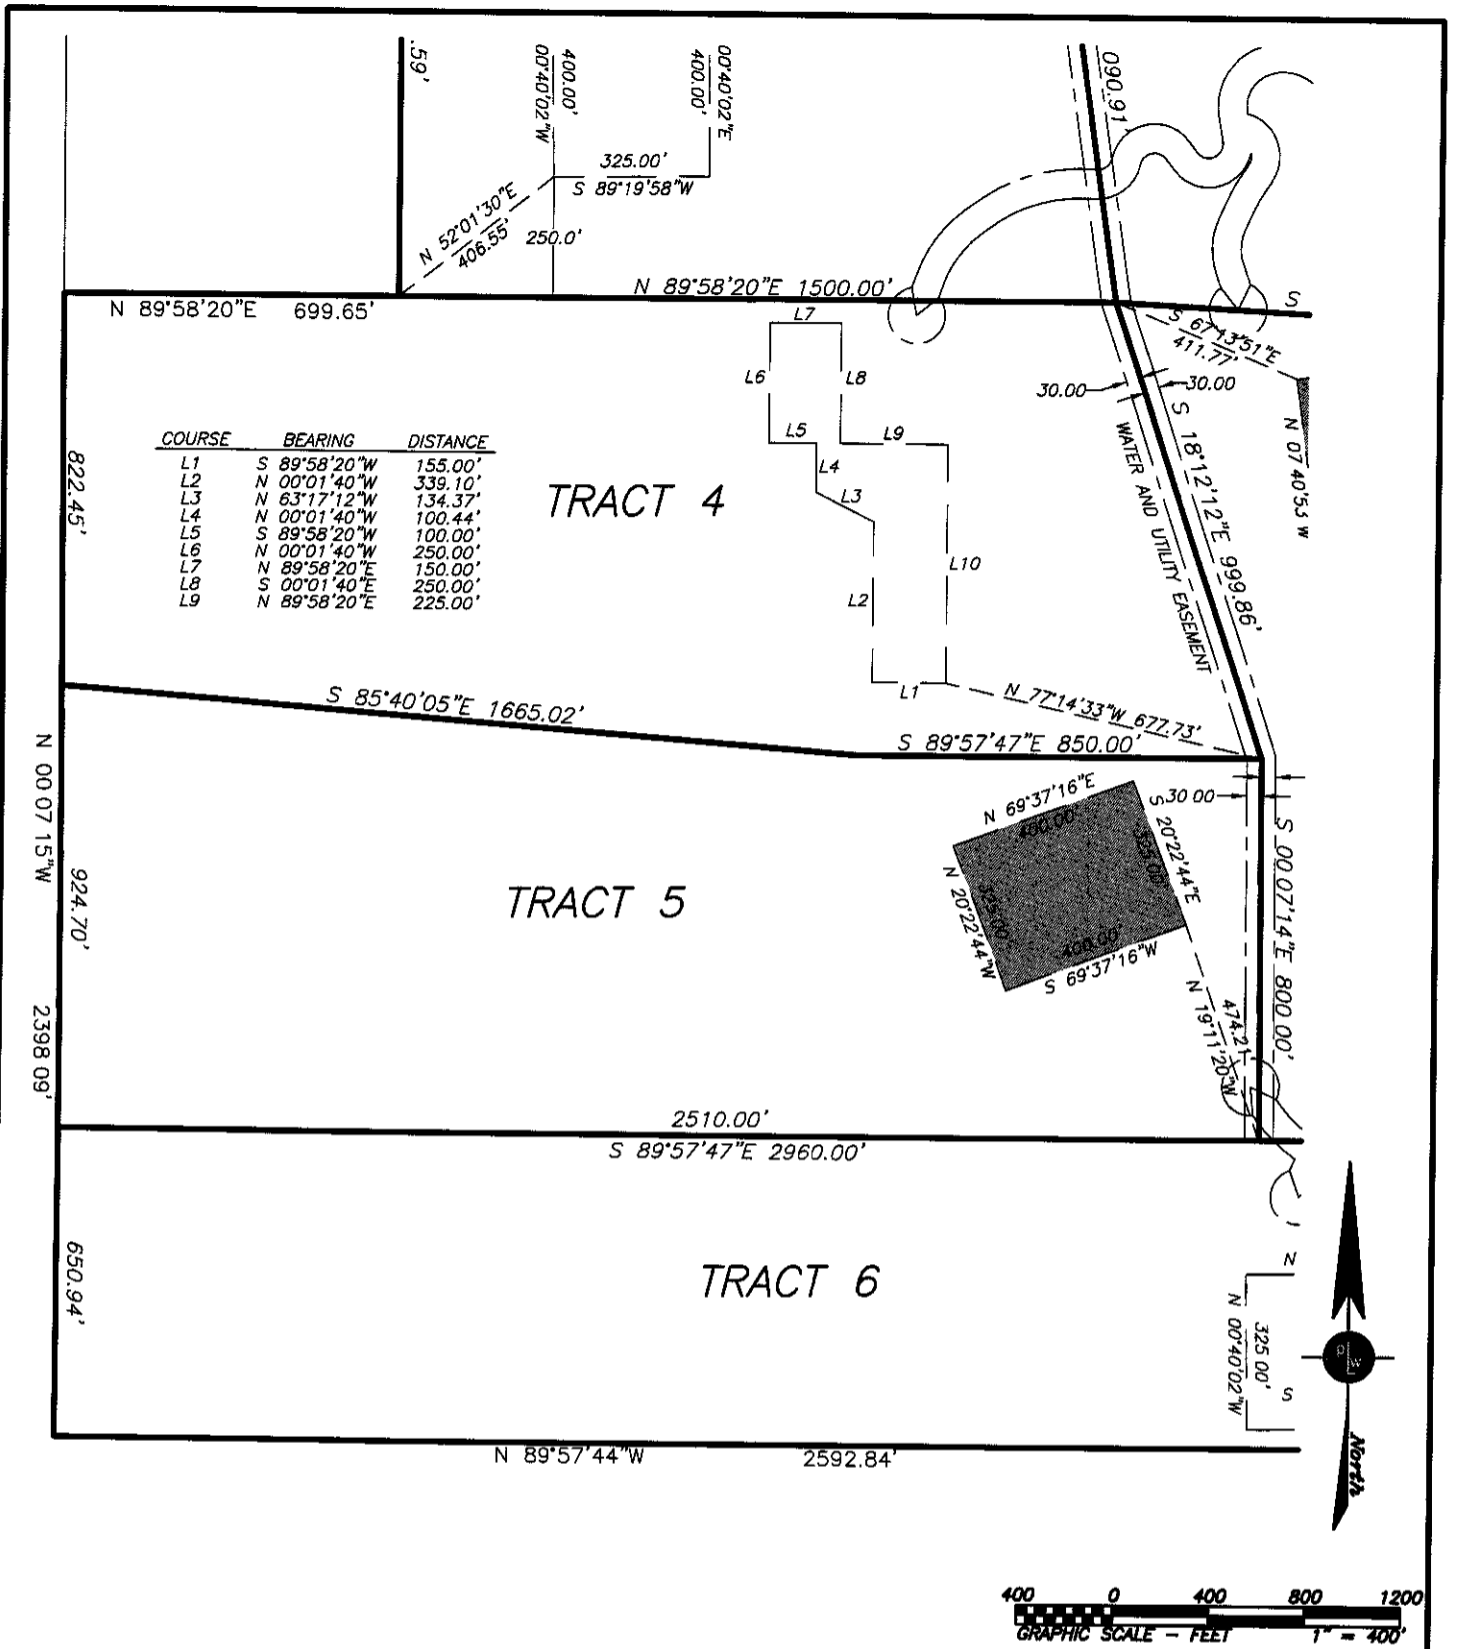 .59'
400.00'
00°40'02"W
00°40'02"E
400.00'
325.00'
S 89°19'58"W
N 52°01'30"E
406.55'
250.0'
090.91
N 89°58'20"E 699.65'
N 89°58'20"E 1500.00'
S
S 67°13'51"E
411.77'
30.00
30.00
N 07 40'53 W
S 18°12'12"E 999.86'
WATER AND UTILITY EASEMENT
L7
L6
L8
L5
L9
L4
L3
L10
L2
L1
COURSE BEARING DISTANCE
L1 S 89°58'20"W 155.00'
L2 N 00°01'40"W 339.10'
L3 N 63°17'12"W 134.37'
L4 N 00°01'40"W 100.44'
L5 S 89°58'20"W 100.00'
L6 N 00°01'40"W 250.00'
L7 N 89°58'20"E 150.00'
L8 S 00°01'40"E 250.00'
L9 N 89°58'20"E 225.00'
TRACT 4
822.45'
S 85°40'05"E 1665.02'
N 77°14'33"W 677.73'
S 89°57'47"E 850.00'
N 00 07 15"W 2398 09'
924.70'
TRACT 5
N 69°37'16"E
400.00'
S 20°22'44"E
325.00'
N 20°22'44"W
325.00'
400.00'
S 69°37'16"W
30 00
S 00 07'14"E 800 00'
N 19°11'20"W
474.21'
2510.00'
S 89°57'47"E 2960.00'
650.94'
TRACT 6
N
325 00'
N 00°40'02"W
S
North
N 89°57'44"W 2592.84'
400 0 400 800 1200
GRAPHIC SCALE - FEET 1" = 400'